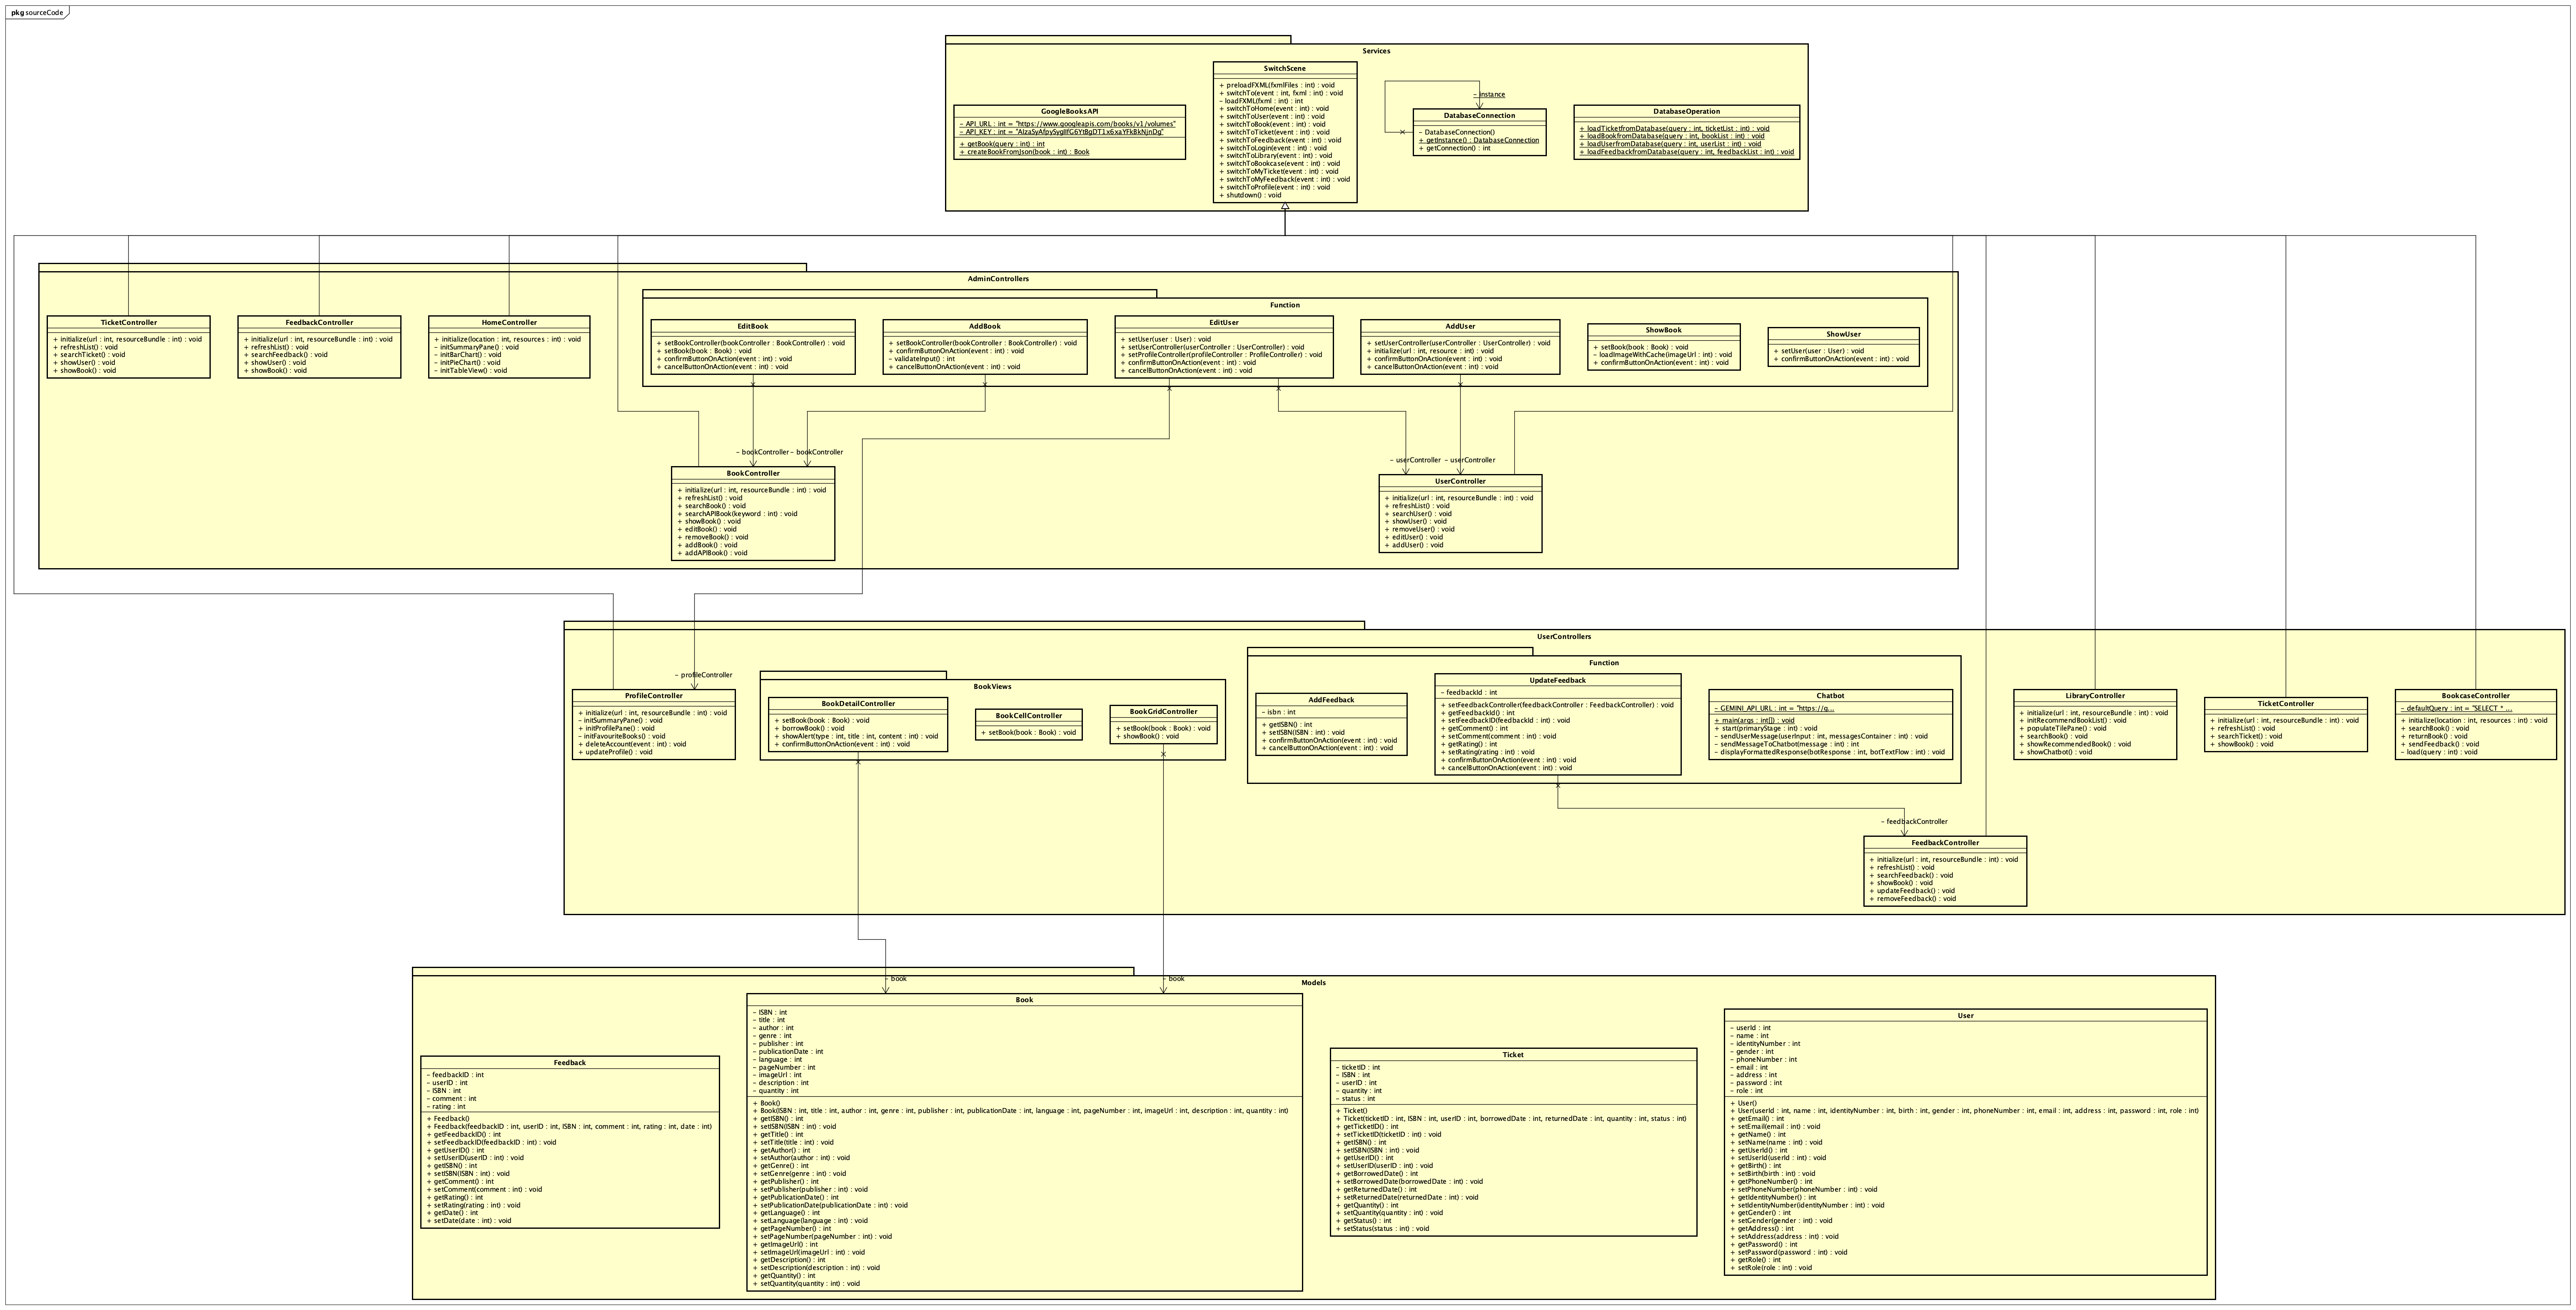 pkg sourceCode
Services
SwitchScene
+ preloadFXML(fxmlFiles : int) : void
+ switchTo(event : int, fxml : int) : void
- loadFXML(fxml : int) : int
+ switchToHome(event : int) : void
+ switchToUser(event : int) : void
+ switchToBook(event : int) : void
+ switchToTicket(event : int) : void
+ switchToFeedback(event : int) : void
+ switchToLogin(event : int) : void
+ switchToLibrary(event : int) : void
+ switchToBookcase(event : int) : void
+ switchToMyTicket(event : int) : void
+ switchToMyFeedback(event : int) : void
+ switchToProfile(event : int) : void
+ shutdown() : void
GoogleBooksAPI
- API_URL : int = "https://www.googleapis.com/books/v1/volumes"
- API_KEY : int =
+ getBook(query : int) : int
+ createBookFromJson(book : int) : Book
- instance
DatabaseConnection
- DatabaseConnection()
+ getInstance() : DatabaseConnection
+ getConnection() : int
DatabaseOperation
+ loadTicketfromDatabase(query : int, ticketList : int) : void
+ loadBookfromDatabase(query : int, bookList : int) : void
+ loadUserfromDatabase(query : int, userList : int) : void
+ loadFeedbackfromDatabase(query : int, feedbackList : int) : void
AdminControllers
TicketController
+ initialize(url : int, resourceBundle : int) : void
+ refreshList() : void
+ searchTicket() : void
+ showUser() : void
+ showBook() : void
FeedbackController
+ initialize(url : int, resourceBundle : int) : void
+ refreshList() : void
+ searchFeedback() : void
+ showUser() : void
+ showBook() : void
HomeController
+ initialize(location : int, resources : int) : void
- initSummaryPane() : void
- initBarChart() : void
- initPieChart() : void
- initTableView() : void
Function
EditBook
+ setBookController(bookController : BookController) : void
+ setBook(book : Book) : void
+ confirmButtonOnAction(event : int) : void
+ cancelButtonOnAction(event : int) : void
AddBook
+ setBookController(bookController : BookController) : void
+ confirmButtonOnAction(event : int) : void
- validateInput() : int
+ cancelButtonOnAction(event : int) : void
EditUser
+ setUser(user : User) : void
+ setUserController(userController : UserController) : void
+ setProfileController(profileController : ProfileController) : void
+ confirmButtonOnAction(event : int) : void
+ cancelButtonOnAction(event : int) : void
AddUser
+ setUserController(userController : UserController) : void
+ initialize(url : int, resource : int) : void
+ confirmButtonOnAction(event : int) : void
+ cancelButtonOnAction(event : int) : void
ShowBook
+ setBook(book : Book) : void
- loadImageWithCache(imageUrl : int) : void
+ confirmButtonOnAction(event : int) : void
ShowUser
+ setUser(user : User) : void
+ confirmButtonOnAction(event : int) : void
- bookController
- bookController
BookController
+ initialize(url : int, resourceBundle : int) : void
+ refreshList() : void
+ searchBook() : void
+ searchAPIBook(keyword : int) : void
+ showBook() : void
+ editBook() : void
+ removeBook() : void
+ addBook() : void
+ addAPIBook() : void
- userController
- userController
UserController
+ initialize(url : int, resourceBundle : int) : void
+ refreshList() : void
+ searchUser() : void
+ showUser() : void
+ removeUser() : void
+ editUser() : void
+ addUser() : void
UserControllers
- profileController
ProfileController
+ initialize(url : int, resourceBundle : int) : void
- initSummaryPane() : void
+ initProfilePane() : void
- initFavouriteBooks() : void
+ deleteAccount(event : int) : void
+ updateProfile() : void
BookViews
BookDetailController
+ setBook(book : Book) : void
+ borrowBook() : void
+ showAlert(type : int, title : int, content : int) : void
+ confirmButtonOnAction(event : int) : void
BookCellController
+ setBook(book : Book) : void
BookGridController
+ setBook(book : Book) : void
+ showBook() : void
Function
AddFeedback
- isbn : int
+ getISBN() : int
+ setISBN(ISBN : int) : void
+ confirmButtonOnAction(event : int) : void
+ cancelButtonOnAction(event : int) : void
UpdateFeedback
- feedbackId : int
+ setFeedbackController(feedbackController : FeedbackController) : void
+ getFeedbackId() : int
+ setFeedbackID(feedbackId : int) : void
+ getComment() : int
+ setComment(comment : int) : void
+ getRating() : int
+ setRating(rating : int) : void
+ confirmButtonOnAction(event : int) : void
+ cancelButtonOnAction(event : int) : void
Chatbot
- GEMINI_API_URL : int = "https://g...
+ main(args : int[]) : void
+ start(primaryStage : int) : void
- sendUserMessage(userInput : int, messagesContainer : int) : void
- sendMessageToChatbot(message : int) : int
- displayFormattedResponse(botResponse : int, botTextFlow : int) : void
LibraryController
+ initialize(url : int, resourceBundle : int) : void
+ initRecommendBookList() : void
+ populateTilePane() : void
+ searchBook() : void
+ showRecommendedBook() : void
+ showChatbot() : void
TicketController
+ initialize(url : int, resourceBundle : int) : void
+ refreshList() : void
+ searchTicket() : void
+ showBook() : void
BookcaseController
- defaultQuery : int = "SELECT * ...
+ initialize(location : int, resources : int) : void
+ searchBook() : void
+ returnBook() : void
+ sendFeedback() : void
- load(query : int) : void
- feedbackController
FeedbackController
+ initialize(url : int, resourceBundle : int) : void
+ refreshList() : void
+ searchFeedback() : void
+ showBook() : void
+ updateFeedback() : void
+ removeFeedback() : void
Models
- book
- book
Feedback
- feedbackID : int
- userID : int
- ISBN : int
- comment : int
- rating : int
+ Feedback()
+ Feedback(feedbackID : int, userID : int, ISBN : int, comment : int, rating : int, date : int)
+ getFeedbackID() : int
+ setFeedbackID(feedbackID : int) : void
+ getUserID() : int
+ setUserID(userID : int) : void
+ getISBN() : int
+ setISBN(ISBN : int) : void
+ getComment() : int
+ setComment(comment : int) : void
+ getRating() : int
+ setRating(rating : int) : void
+ getDate() : int
+ setDate(date : int) : void
Book
- ISBN : int
- title : int
- author : int
- genre : int
- publisher : int
- publicationDate : int
- language : int
- pageNumber : int
- imageUrl : int
- description : int
- quantity : int
+ Book()
+ Book(ISBN : int, title : int, author : int, genre : int, publisher : int, publicationDate : int, language : int, pageNumber : int, imageUrl : int, description : int, quantity : int)
+ getISBN() : int
+ setISBN(ISBN : int) : void
+ getTitle() : int
+ setTitle(title : int) : void
+ getAuthor() : int
+ setAuthor(author : int) : void
+ getGenre() : int
+ setGenre(genre : int) : void
+ getPublisher() : int
+ setPublisher(publisher : int) : void
+ getPublicationDate() : int
+ setPublicationDate(publicationDate : int) : void
+ getLanguage() : int
+ setLanguage(language : int) : void
+ getPageNumber() : int
+ setPageNumber(pageNumber : int) : void
+ getImageUrl() : int
+ setImageUrl(imageUrl : int) : void
+ getDescription() : int
+ setDescription(description : int) : void
+ getQuantity() : int
+ setQuantity(quantity : int) : void
Ticket
- ticketID : int
- ISBN : int
- userID : int
- quantity : int
- status : int
+ Ticket()
+ Ticket(ticketID : int, ISBN : int, userID : int, borrowedDate : int, returnedDate : int, quantity : int, status : int)
+ getTicketID() : int
+ setTicketID(ticketID : int) : void
+ getISBN() : int
+ setISBN(ISBN : int) : void
+ getUserID() : int
+ setUserID(userID : int) : void
+ getBorrowedDate() : int
+ setBorrowedDate(borrowedDate : int) : void
+ getReturnedDate() : int
+ setReturnedDate(returnedDate : int) : void
+ getQuantity() : int
+ setQuantity(quantity : int) : void
+ getStatus() : int
+ setStatus(status : int) : void
User
- userId : int
- name : int
- identityNumber : int
- gender : int
- phoneNumber : int
- email : int
- address : int
- password : int
- role : int
+ User()
+ User(userId : int, name : int, identityNumber : int, birth : int, gender : int, phoneNumber : int, email : int, address : int, password : int, role : int)
+ getEmail() : int
+ setEmail(email : int) : void
+ getName() : int
+ setName(name : int) : void
+ getUserId() : int
+ setUserId(userId : int) : void
+ getBirth() : int
+ setBirth(birth : int) : void
+ getPhoneNumber() : int
+ setPhoneNumber(phoneNumber : int) : void
+ getIdentityNumber() : int
+ setIdentityNumber(identityNumber : int) : void
+ getGender() : int
+ setGender(gender : int) : void
+ getAddress() : int
+ setAddress(address : int) : void
+ getPassword() : int
+ setPassword(password : int) : void
+ getRole() : int
+ setRole(role : int) : void